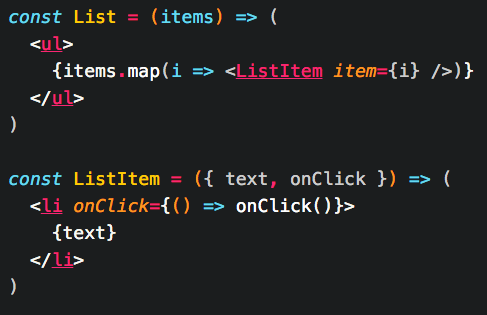 const List = (items) => (
  <ul>
    {items.map(i => <ListItem item={i} />)}
  </ul>
)

const ListItem = ({ text, onClick }) => (
  <li onClick={() => onClick()}>
    {text}
  </li>
)